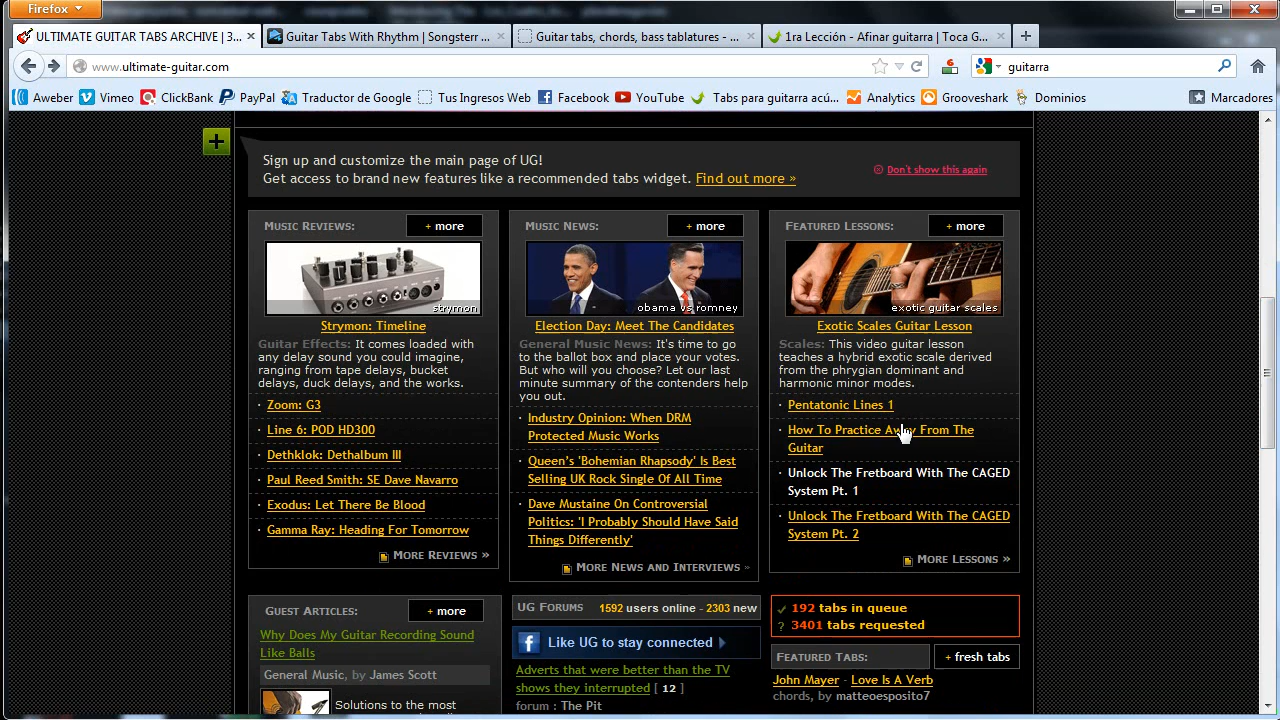 Firefox
ULTIMATE GUITAR TABS ARCHIVE | 3...
Guitar Tabs With Rhythm | Songsterr ...
Guitar tabs, chords, bass tablatures - ...
1ra Lección - Afinar guitarra | Toca G...
www.ultimate-guitar.com
guitarra
Aweber
Vimeo
ClickBank
PayPal
Traductor de Google
Tus Ingresos Web
Facebook
YouTube
Tabs para guitarra acú...
Analytics
Grooveshark
Dominios
Marcadores
Sign up and customize the main page of UG!
Get access to brand new features like a recommended tabs widget. Find out more »
Don't show this again
MUSIC REVIEWS:
+ more
strymon
Strymon: Timeline
Guitar Effects: It comes loaded with
any delay sound you could imagine,
ranging from tape delays, bucket
delays, duck delays, and the works.
· Zoom: G3
· Line 6: POD HD300
· Dethklok: Dethalbum III
· Paul Reed Smith: SE Dave Navarro
· Exodus: Let There Be Blood
· Gamma Ray: Heading For Tomorrow
MORE REVIEWS »
MUSIC NEWS:
+ more
obama vs romney
Election Day: Meet The Candidates
General Music News: It's time to go
to the ballot box and place your votes.
But who will you choose? Let our last
minute summary of the contenders help
you out.
· Industry Opinion: When DRM
Protected Music Works
· Queen's 'Bohemian Rhapsody' Is Best
Selling UK Rock Single Of All Time
· Dave Mustaine On Controversial
Politics: 'I Probably Should Have Said
Things Differently'
MORE NEWS AND INTERVIEWS »
FEATURED LESSONS:
+ more
exotic guitar scales
Exotic Scales Guitar Lesson
Scales: This video guitar lesson
teaches a hybrid exotic scale derived
from the phrygian dominant and
harmonic minor modes.
· Pentatonic Lines 1
· How To Practice Away From The
Guitar
· Unlock The Fretboard With The CAGED
System Pt. 1
· Unlock The Fretboard With The CAGED
System Pt. 2
MORE LESSONS »
GUEST ARTICLES:
+ more
Why Does My Guitar Recording Sound
Like Balls
General Music, by James Scott
Solutions to the most
UG FORUMS
1592 users online - 2303 new
Like UG to stay connected
Adverts that were better than the TV
shows they interrupted [ 12 ]
forum : The Pit
192 tabs in queue
? 3401 tabs requested
FEATURED TABS:
+ fresh tabs
John Mayer - Love Is A Verb
chords, by matteoesposito7